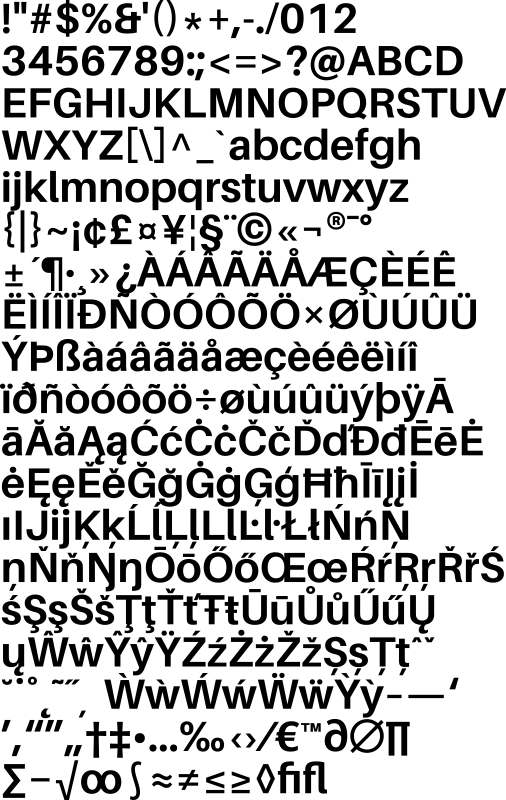 !"#$%&'()*+,-./012
3456789:;<=>?@ABCD
EFGHIJKLMNOPQRSTUV
WXYZ[\]^_`abcdefgh
ijklmnopqrstuvwxyz
{|}~¡¢£¤¥¦§¨©«¬®¯°
±´¶·¸»¿ÀÁÂÃÄÅÆÇÈÉÊ
ËÌÍÎÏÐÑÒÓÔÕÖ×ØÙÚÛÜ
ÝÞßàáâãäåæçèéêëìíî
ïðñòóôõö÷øùúûüýþÿĀ
āĂăĄąĆćĊċČčĎďĐđĒēĖ
ėĘęĚěĞğĠġĢģĦħĪīĮįİ
ıĲĳĶķĹĺĻļĽľĿŀŁłŃńŅ
ņŇňŊŋŌōŐőŒœŔŕŖŗŘřŚ
śŞşŠšŢţŤťŦŧŪūŮůŰűŲ
ųŴŵŶŷŸŹźŻżŽžȘșȚțˆˇ
˘˙˚˛˜˝ẀẁẂẃẄẅỲỳ–—‘
’‚“”„†‡•…‰‹›⁄€™∂∅∏
∑−√∞∫≈≠≤≥◊ﬁﬂ